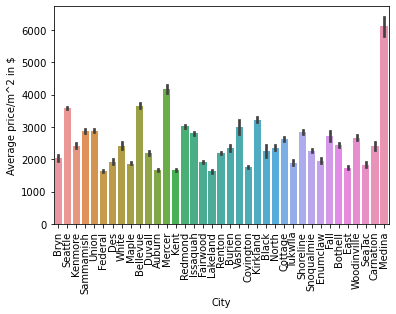 Average price/m^2 in $
6000
5000
4000
3000
2000
1000
0
Bryn
Seattle
Kenmore
Sammamish
Union
Federal
Des
White
Maple
Bellevue
Duvall
Auburn
Mercer
Kent
Redmond
Issaquah
Fairwood
Lakeland
Renton
Burien
Vashon
Covington
Kirkland
Black
North
Cottage
Tukwila
Shoreline
Snoqualmie
Enumclaw
Fall
Bothell
East
Woodinville
SeaTac
Carnation
Medina
City